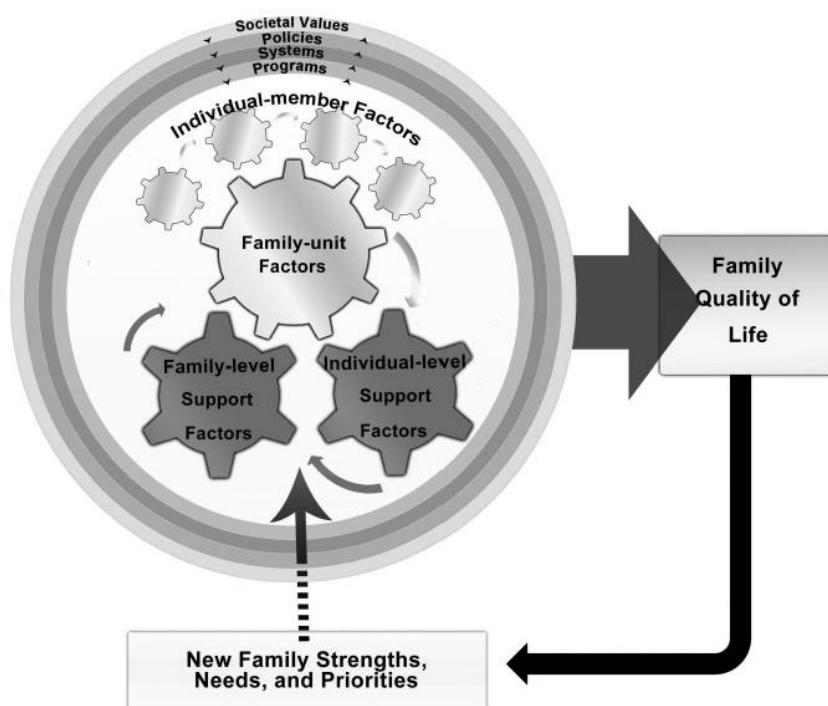 Societal Values
Policies
Systems
Programs
Individual-member Factors
Family-unit
Factors
Family-level
Support
Factors
Individual-level
Support
Factors
Family
Quality of
Life
New Family Strengths,
Needs, and Priorities